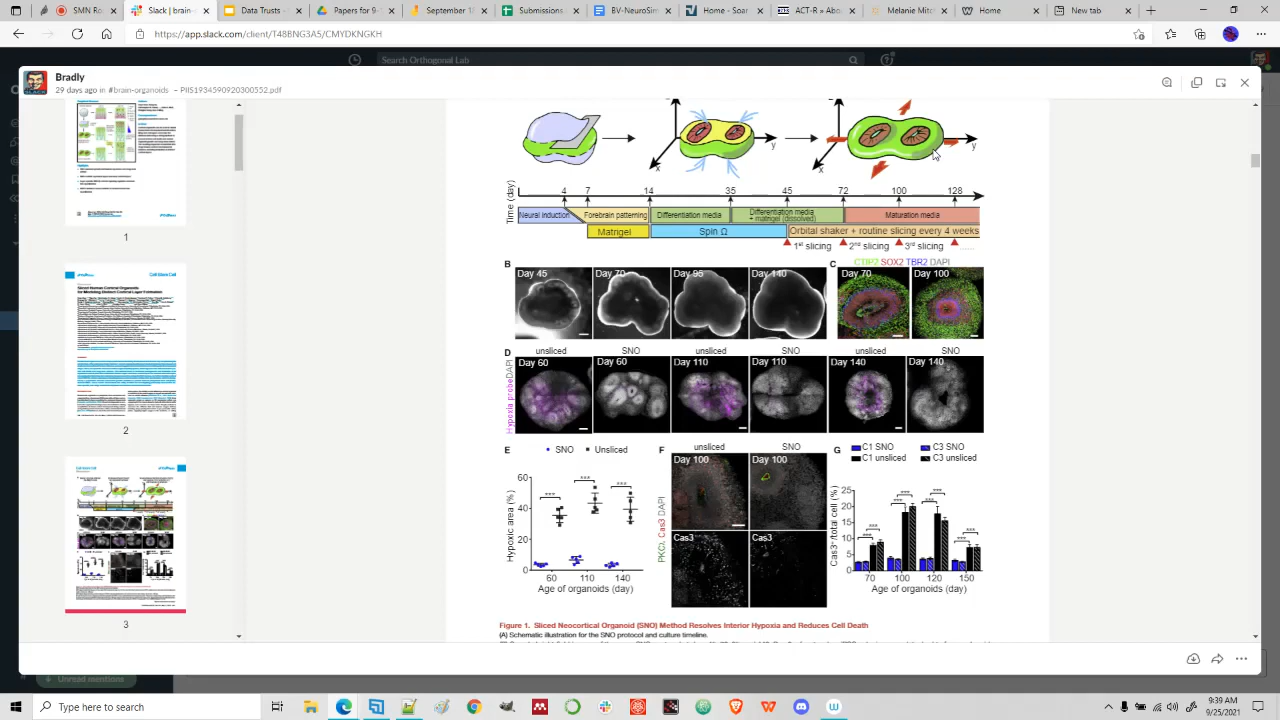 SNO RN
Slack -
Data Trusts -
Papers for 9-
September 1
Submissions
BV-NeuroSim
Home - Soar
ACT-R » Abo
Melanie Mitc
Home
New tab
https://app.slack.com/client/T48BNG3A5/CMYDKNGKH
Search Orthogonal Lab
Bradly
29 days ago in #brain-organoids – PIIS1934590920300552.pdf
1
2
3
y
x
y
x
Time (day)
4 7 14 35 45 72 100 128
Neural induction
Forebrain patterning
Differentiation media
Differentiation media
+ matrigel (dissolved)
Maturation media
Matrigel
Spin Ω
Orbital shaker + routine slicing every 4 weeks
1st slicing
2nd slicing
3rd slicing
......
B
Day 45
Day 70
Day 95
Day 140
C
CTIP2 SOX2 TBR2 DAPI
Day 70
Day 100
unsliced
SNO
D
unsliced
SNO
unsliced
SNO
unsliced
SNO
Hypoxia probe DAPI
Day 60
Day 60
Day 110
Day 110
Day 140
Day 140
E
SNO
Unsliced
Hypoxic area (%)
60
40
20
0
***
***
***
60 110 140
Age of organoids (day)
F
unsliced
SNO
PKCλ Cas3 DAPI
Day 100
Day 100
Cas3
Cas3
G
C1 SNO
C3 SNO
C1 unsliced
C3 unsliced
Cas3+/total cell (%)
25
20
15
10
5
0
***
***
***
***
***
***
***
***
70 100 120 150
Age of organoids (day)
Figure 1. Sliced Neocortical Organoid (SNO) Method Resolves Interior Hypoxia and Reduces Cell Death
(A) Schematic illustration for the SNO protocol and culture timeline.
Unread mentions
Type here to search
9:39 AM
9/25/2021